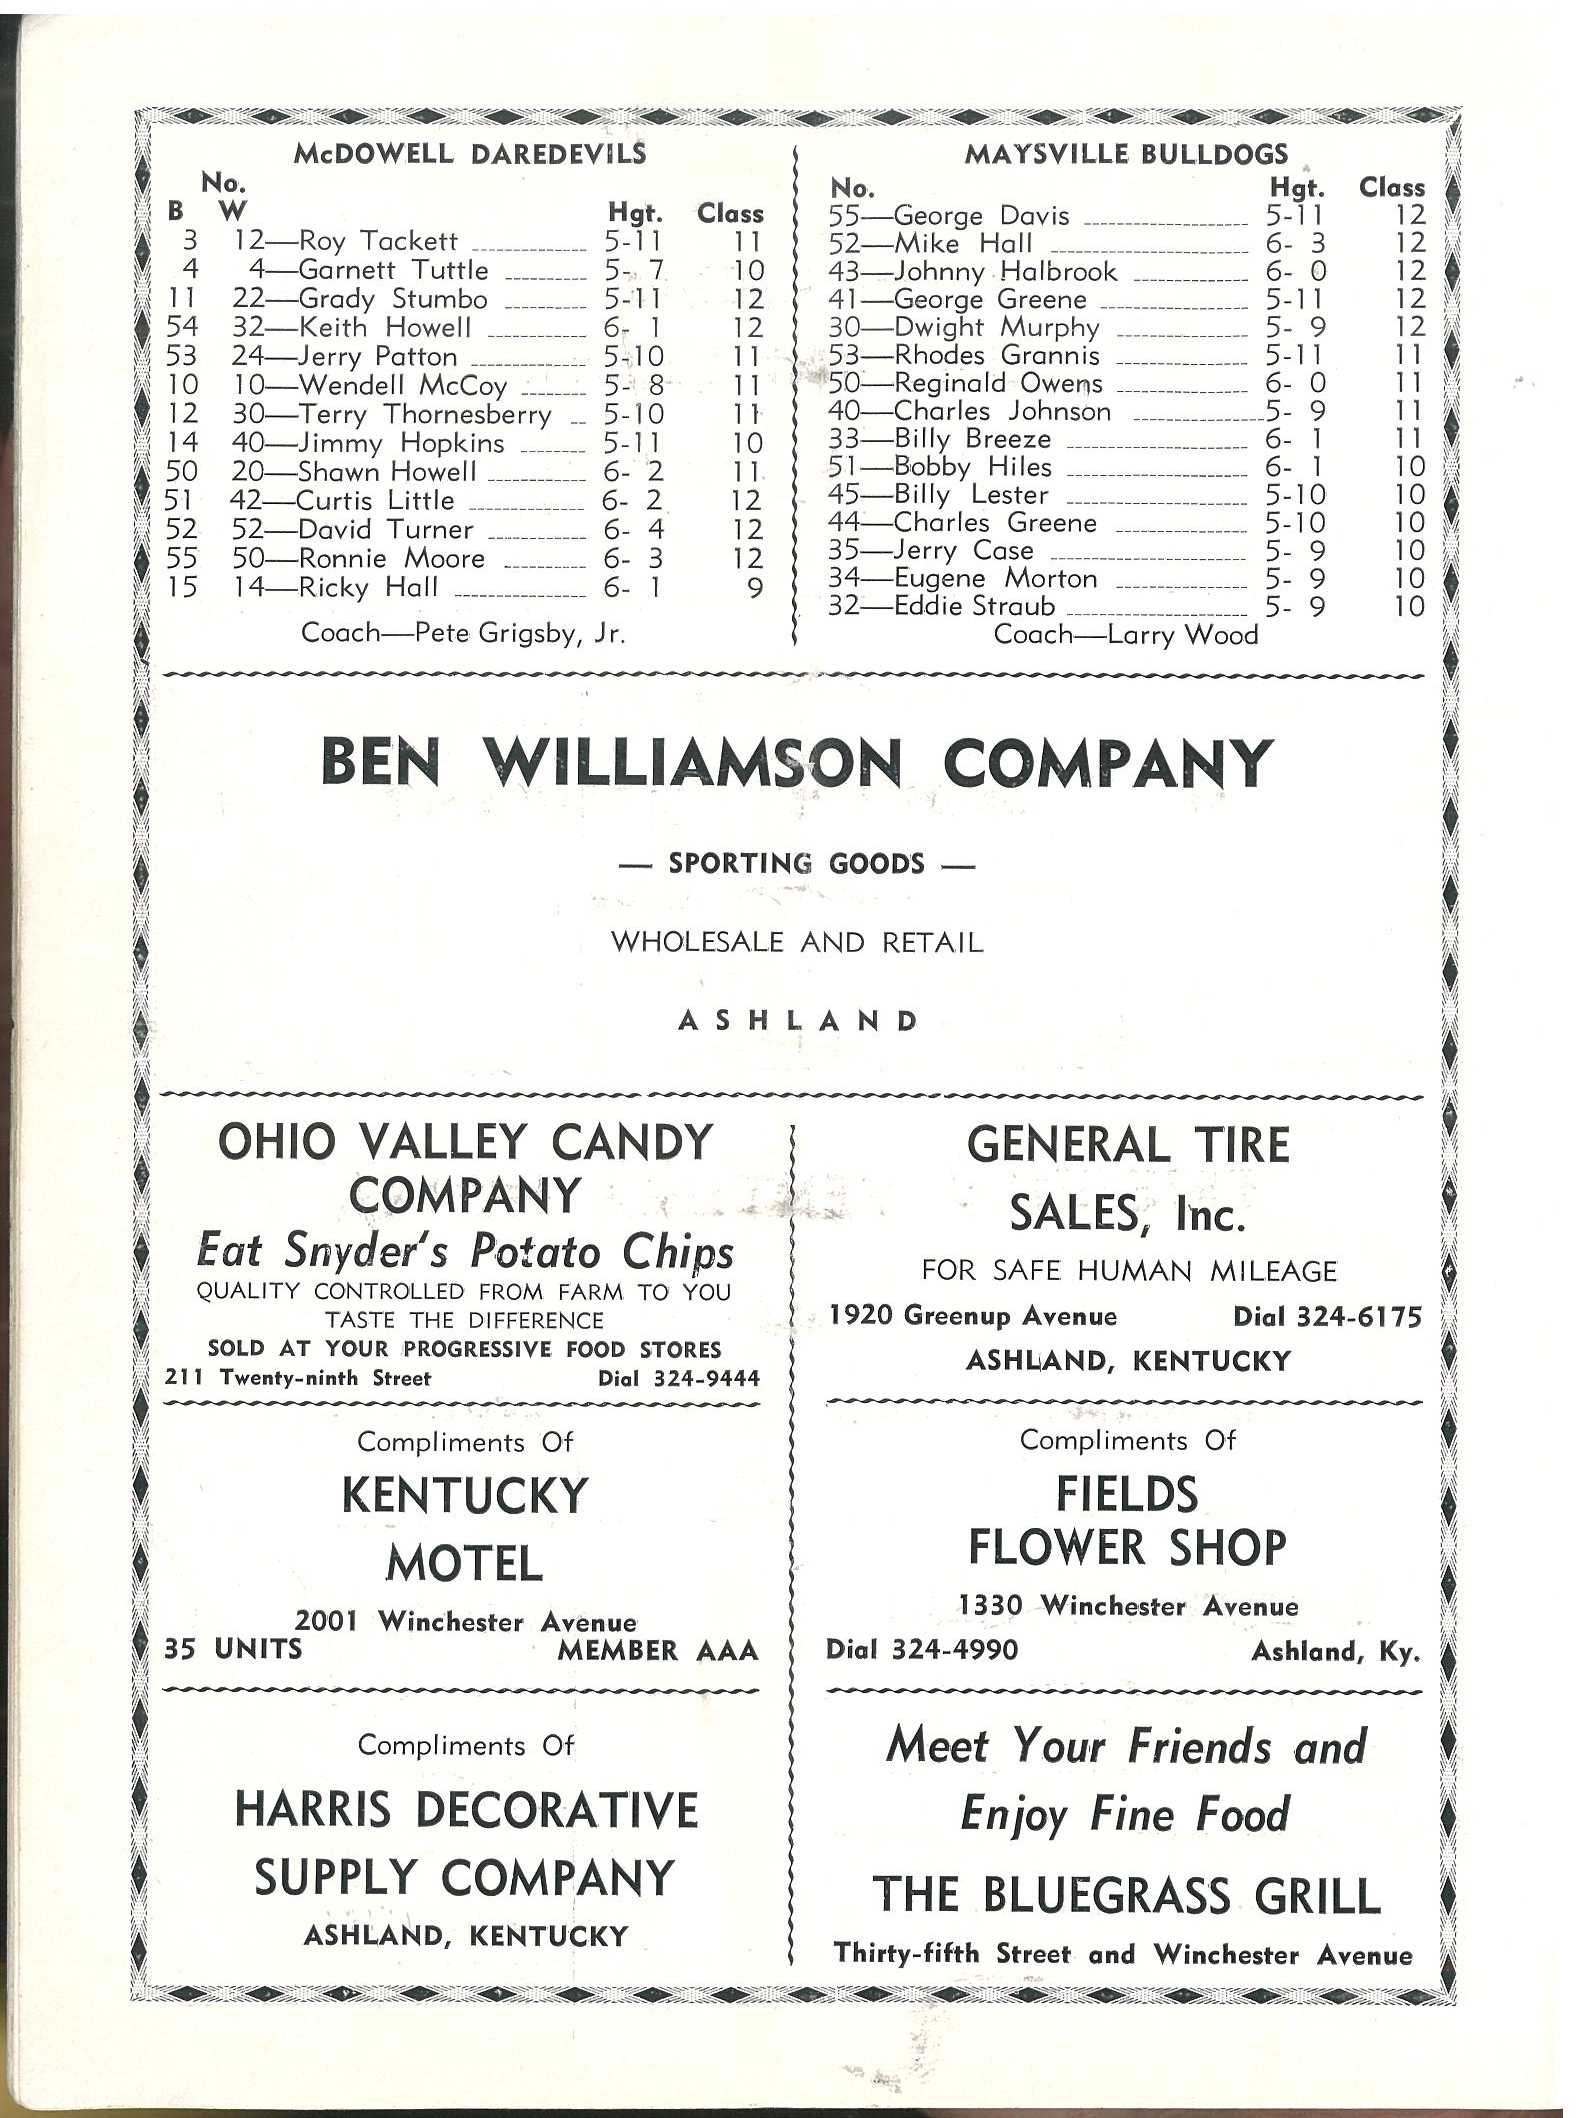 McDOWELL DAREDEVILS
No.
B W Hgt. Class
3 12—Roy Tackett 5-11 11
4 4—Garnett Tuttle 5- 7 10
11 22—Grady Stumbo 5-11 12
54 32—Keith Howell 6- 1 12
53 24—Jerry Patton 5-10 11
10 10—Wendell McCoy 5- 8 11
12 30—Terry Thornesberry 5-10 11
14 40—Jimmy Hopkins 5-11 10
50 20—Shawn Howell 6- 2 11
51 42—Curtis Little 6- 2 12
52 52—David Turner 6- 4 12
55 50—Ronnie Moore 6- 3 12
15 14—Ricky Hall 6- 1 9
Coach—Pete Grigsby, Jr.
MAYSVILLE BULLDOGS
No. Hgt. Class
55—George Davis 5-11 12
52—Mike Hall 6- 3 12
43—Johnny Halbrook 6- 0 12
41—George Greene 5-11 12
30—Dwight Murphy 5- 9 12
53—Rhodes Grannis 5-11 11
50—Reginald Owens 6- 0 11
40—Charles Johnson 5- 9 11
33—Billy Breeze 6- 1 11
51—Bobby Hiles 6- 1 10
45—Billy Lester 5-10 10
44—Charles Greene 5-10 10
35—Jerry Case 5- 9 10
34—Eugene Morton 5- 9 10
32—Eddie Straub 5- 9 10
Coach—Larry Wood
BEN WILLIAMSON COMPANY
— SPORTING GOODS —
WHOLESALE AND RETAIL
ASHLAND
OHIO VALLEY CANDY
COMPANY
Eat Snyder's Potato Chips
QUALITY CONTROLLED FROM FARM TO YOU
TASTE THE DIFFERENCE
SOLD AT YOUR PROGRESSIVE FOOD STORES
211 Twenty-ninth Street Dial 324-9444
GENERAL TIRE
SALES, Inc.
FOR SAFE HUMAN MILEAGE
1920 Greenup Avenue Dial 324-6175
ASHLAND, KENTUCKY
Compliments Of
KENTUCKY
MOTEL
2001 Winchester Avenue
35 UNITS MEMBER AAA
Compliments Of
FIELDS
FLOWER SHOP
1330 Winchester Avenue
Dial 324-4990 Ashland, Ky.
Compliments Of
HARRIS DECORATIVE
SUPPLY COMPANY
ASHLAND, KENTUCKY
Meet Your Friends and
Enjoy Fine Food
THE BLUEGRASS GRILL
Thirty-fifth Street and Winchester Avenue